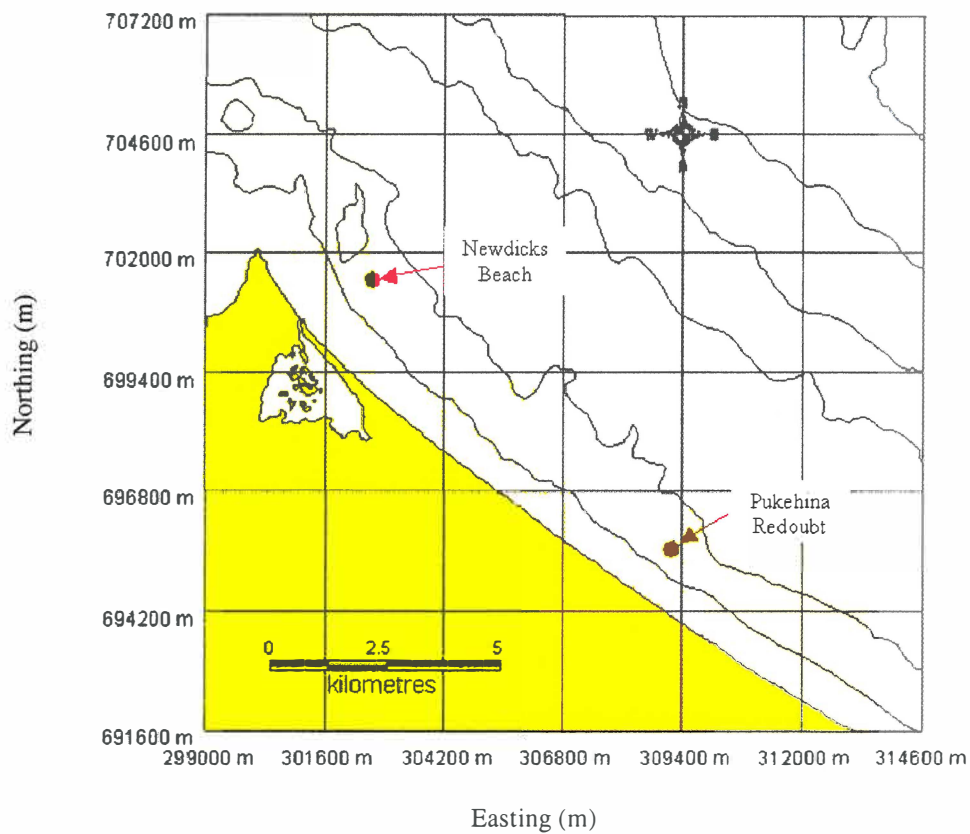 707200 m
704600 m
702000 m
699400 m
696800 m
694200 m
691600 m
Northing (m)
N
W
Newdicks
Beach
Pukehina
Redoubt
0 2.5 5
kilometres
299000 m 301600 m 304200 m 306800 m 309400 m 312000 m 314600 m
Easting (m)